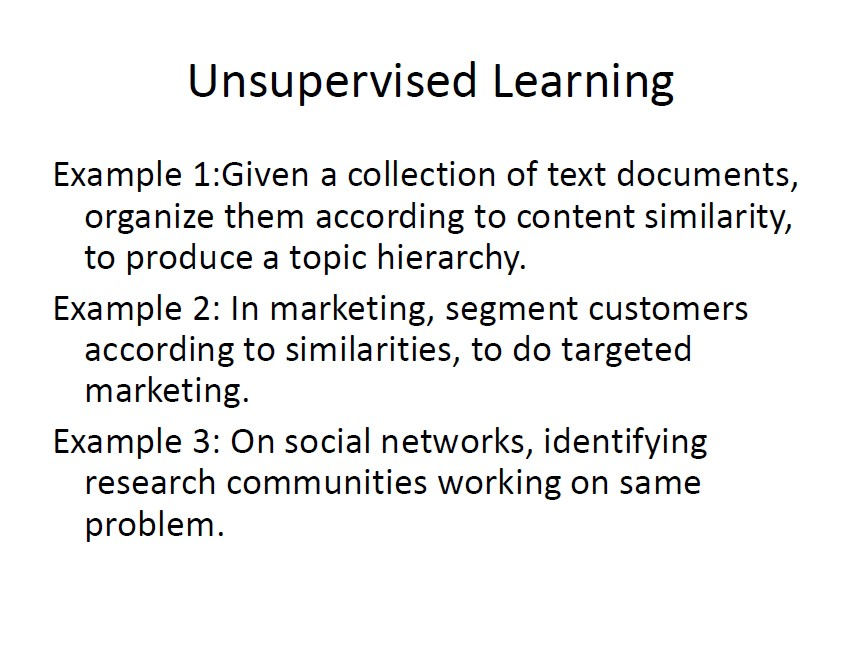 Unsupervised Learning
Example 1:Given a collection of text documents,
organize them according to content similarity,
to produce a topic hierarchy.
Example 2: In marketing, segment customers
according to similarities, to do targeted
marketing.
Example 3: On social networks, identifying
research communities working on same
problem.